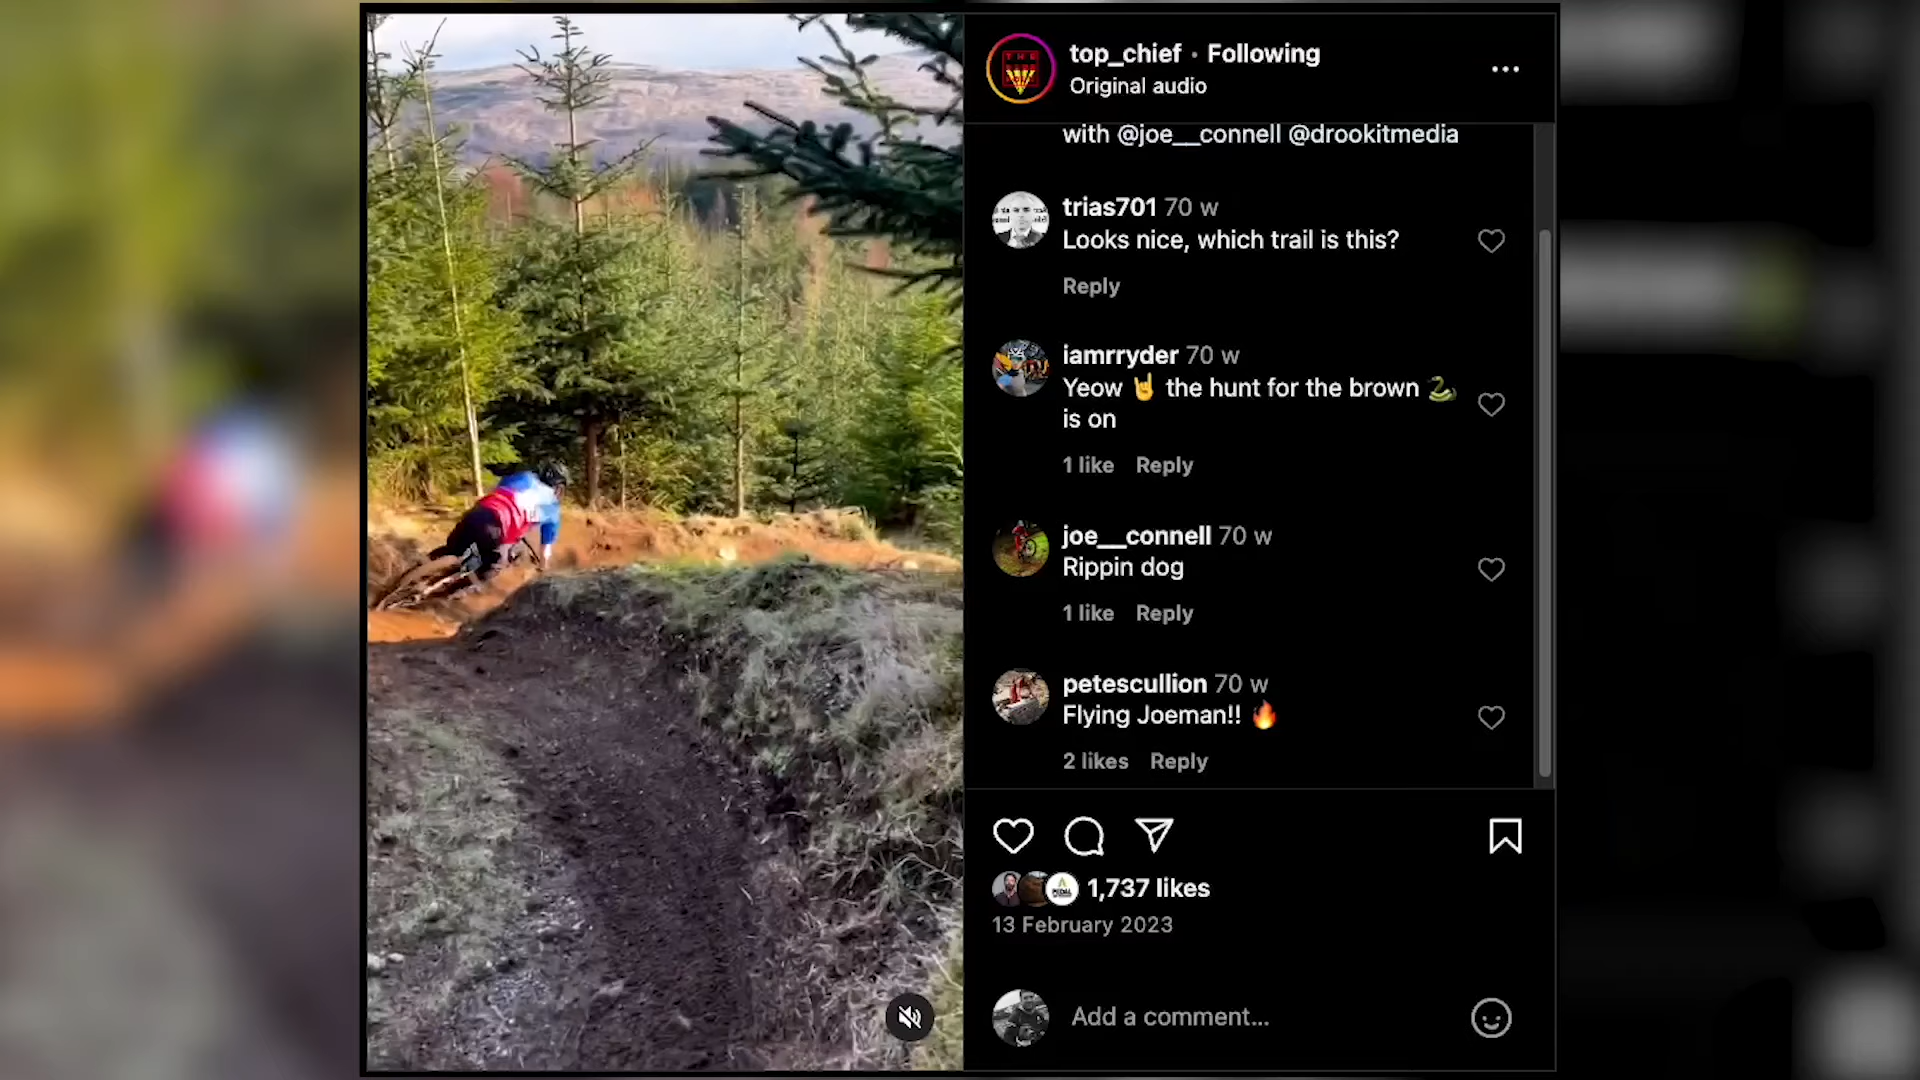 top_chief • Following
Original audio
with @joe__connell @drookitmedia
trias701 70 w
Looks nice, which trail is this?
Reply
iamrryder 70 w
Yeow 🤘 the hunt for the brown 🐍
is on
1 like Reply
joe__connell 70 w
Rippin dog
1 like Reply
petescullion 70 w
Flying Joeman!! 🔥
2 likes Reply
1,737 likes
13 February 2023
Add a comment...